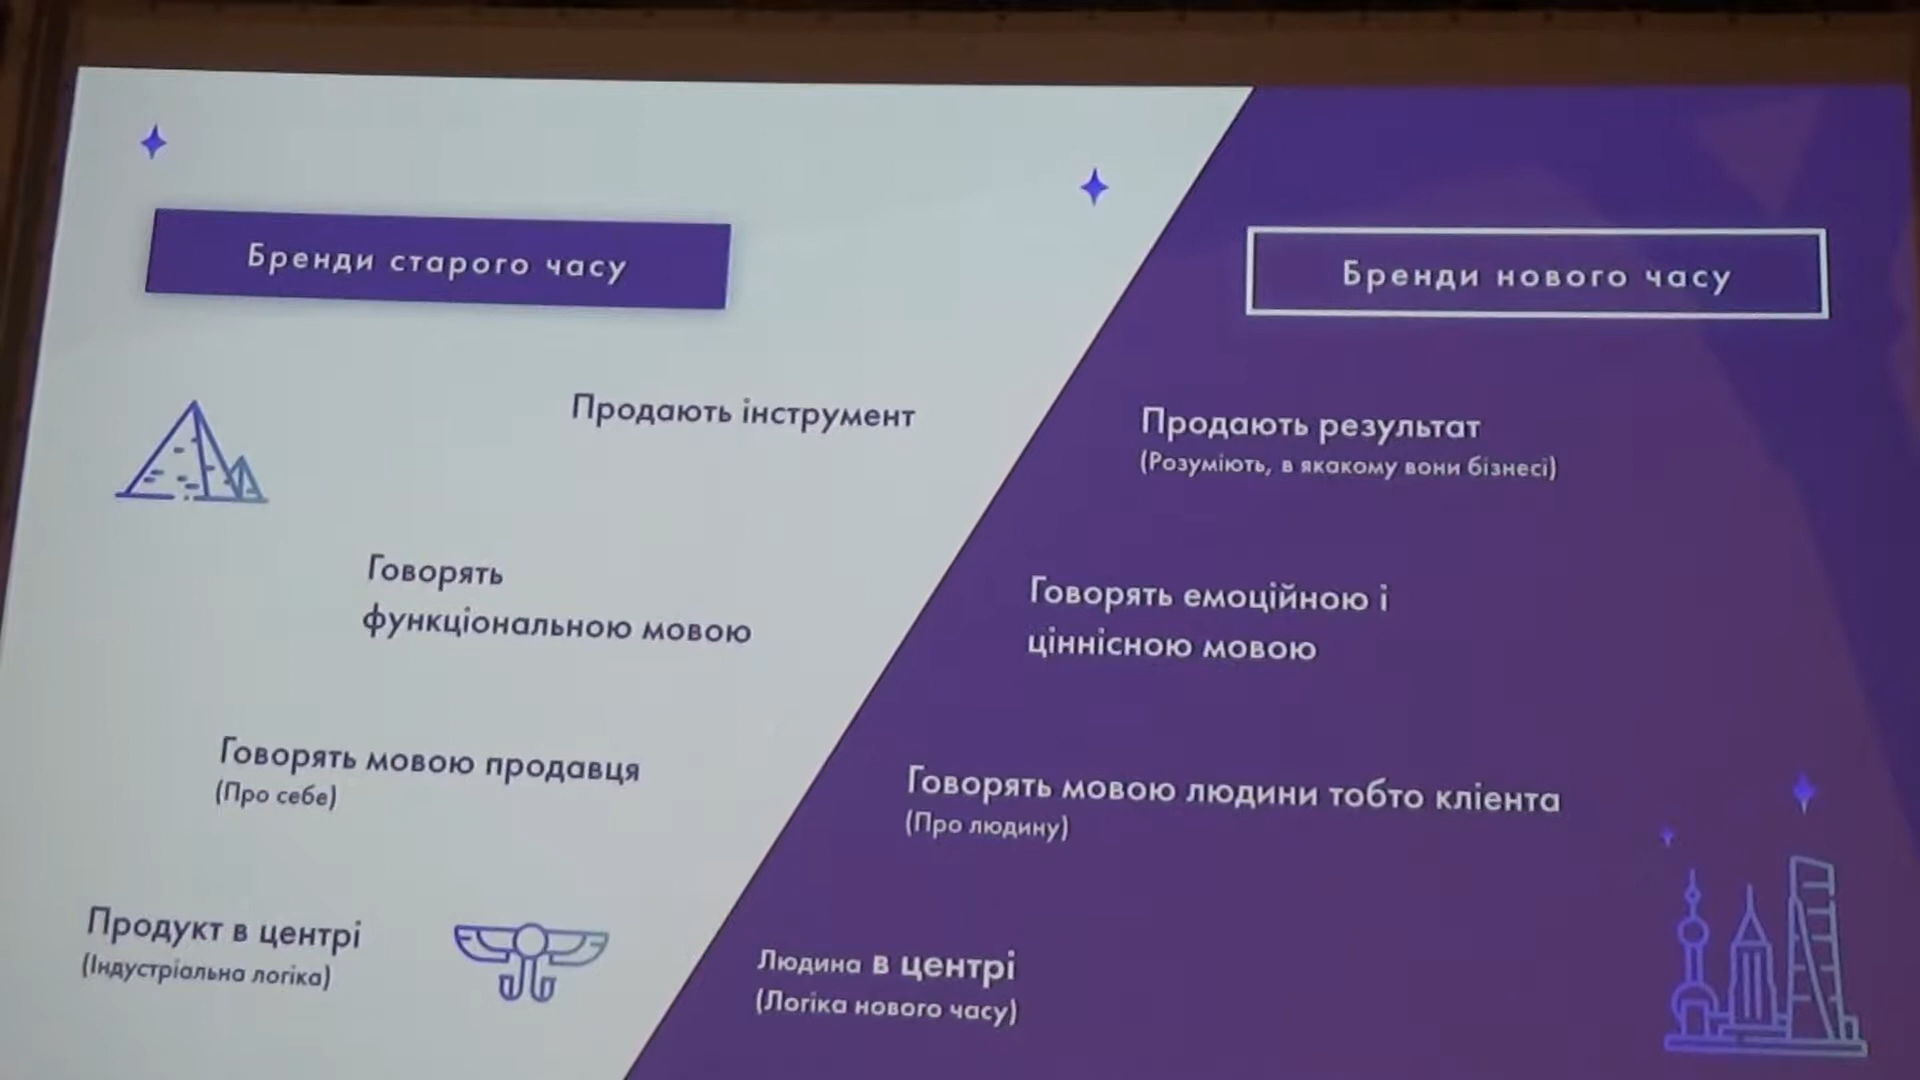 Бренди старого часу
Продають інструмент
Говорять
функціональною мовою
Говорять мовою продавця
(Про себе)
Продукт в центрі
(Індустріальна логіка)
Бренди нового часу
Продають результат
(Розуміють, в якакому вони бізнесі)
Говорять емоційною і
ціннісною мовою
Говорять мовою людини тобто клієнта
(Про людину)
Людина в центрі
(Логіка нового часу)